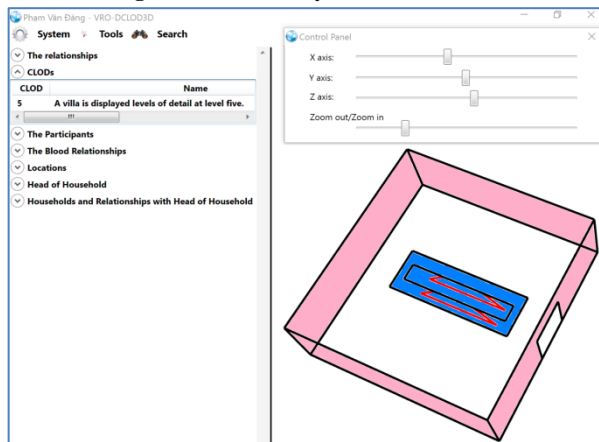 Phạm Văn Đảng - VRO-DCLOD3D
System Tools Search
The relationships
CLODs
CLOD Name
5 A villa is displayed levels of detail at level five.
The Participants
The Blood Relationships
Locations
Head of Household
Households and Relationships with Head of Household
Control Panel
X axis:
Y axis:
Z axis:
Zoom out/Zoom in